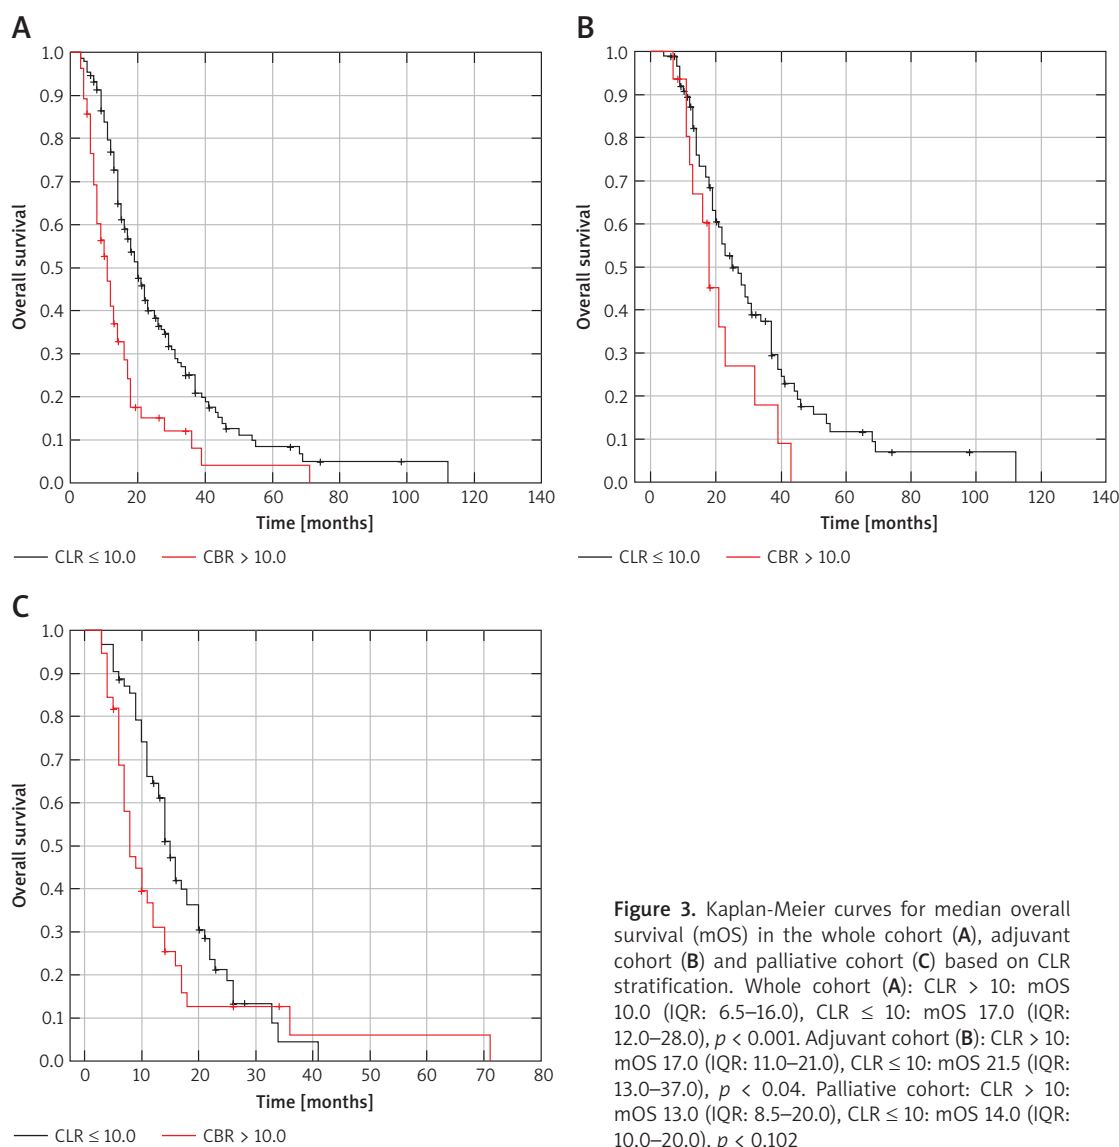 A
1.0
0.9
0.8
0.7
0.6
0.5
0.4
0.3
0.2
0.1
0.0
Overall survival
0 20 40 60 80 100 120 140
Time [months]
CLR ≤ 10.0 CBR > 10.0
B
1.0
0.9
0.8
0.7
0.6
0.5
0.4
0.3
0.2
0.1
0.0
Overall survival
0 20 40 60 80 100 120 140
Time [months]
CLR ≤ 10.0 CBR > 10.0
C
1.0
0.9
0.8
0.7
0.6
0.5
0.4
0.3
0.2
0.1
0.0
Overall survival
0 10 20 30 40 50 60 70 80
Time [months]
CLR ≤ 10.0 CBR > 10.0
Figure 3. Kaplan-Meier curves for median overall
survival (mOS) in the whole cohort (A), adjuvant
cohort (B) and palliative cohort (C) based on CLR
stratification. Whole cohort (A): CLR > 10: mOS
10.0 (IQR: 6.5–16.0), CLR ≤ 10: mOS 17.0 (IQR:
12.0–28.0), p < 0.001. Adjuvant cohort (B): CLR > 10:
mOS 17.0 (IQR: 11.0–21.0), CLR ≤ 10: mOS 21.5 (IQR:
13.0–37.0), p < 0.04. Palliative cohort: CLR > 10:
mOS 13.0 (IQR: 8.5–20.0), CLR ≤ 10: mOS 14.0 (IQR:
10.0–20.0), p < 0.102